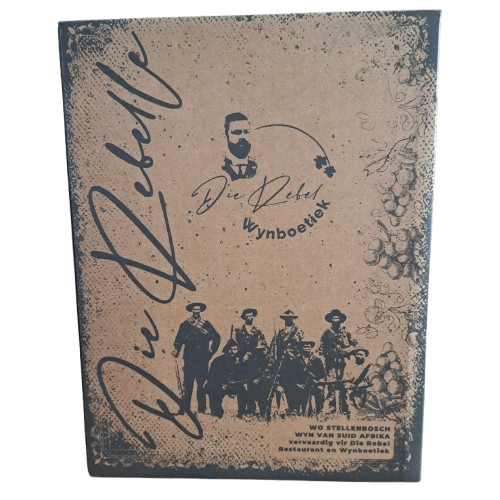 Die Rebelle
Die Rebel
Wynboetiek
WO STELLENBOSCH
WYN VAN SUID AFRIKA
vervaardig vir Die Rebel
Restaurant en Wynboetiek